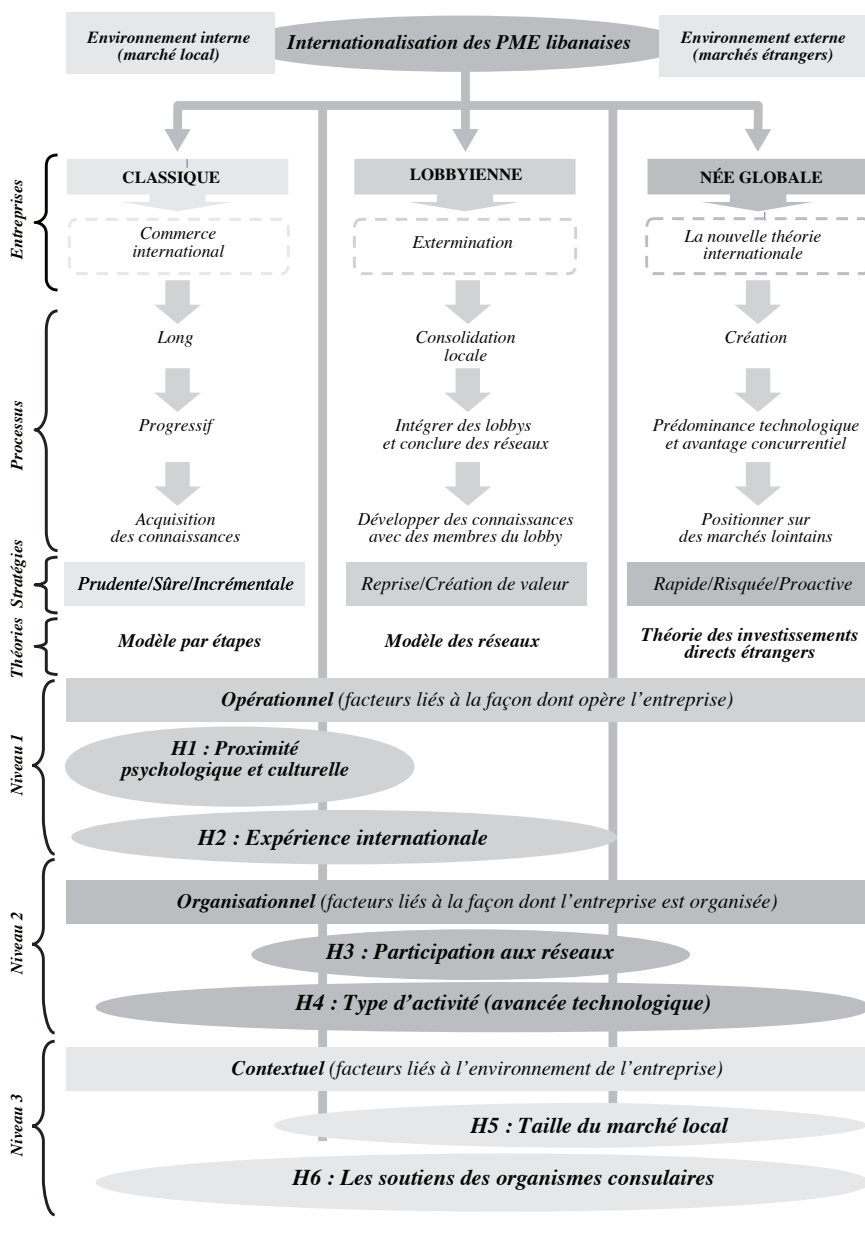 Environnement interne
(marché local)
Internationalisation des PME libanaises
Environnement externe
(marchés étrangers)
Entreprises
CLASSIQUE
LOBBYIENNE
NÉE GLOBALE
Commerce
international
Extermination
La nouvelle théorie
internationale
Processus
Long
Consolidation
locale
Création
Progressif
Intégrer des lobbys
et conclure des réseaux
Prédominance technologique
et avantage concurrentiel
Acquisition
des connaissances
Développer des connaissances
avec des membres du lobby
Positionner sur
des marchés lointains
Stratégies
Prudente/Sûre/Incrémentale
Reprise/Création de valeur
Rapide/Risquée/Proactive
Théories
Modèle par étapes
Modèle des réseaux
Théorie des investissements
directs étrangers
Niveau 1
Opérationnel (facteurs liés à la façon dont opère l’entreprise)
H1 : Proximité
psychologique et culturelle
H2 : Expérience internationale
Niveau 2
Organisationnel (facteurs liés à la façon dont l’entreprise est organisée)
H3 : Participation aux réseaux
H4 : Type d’activité (avancée technologique)
Niveau 3
Contextuel (facteurs liés à l’environnement de l’entreprise)
H5 : Taille du marché local
H6 : Les soutiens des organismes consulaires